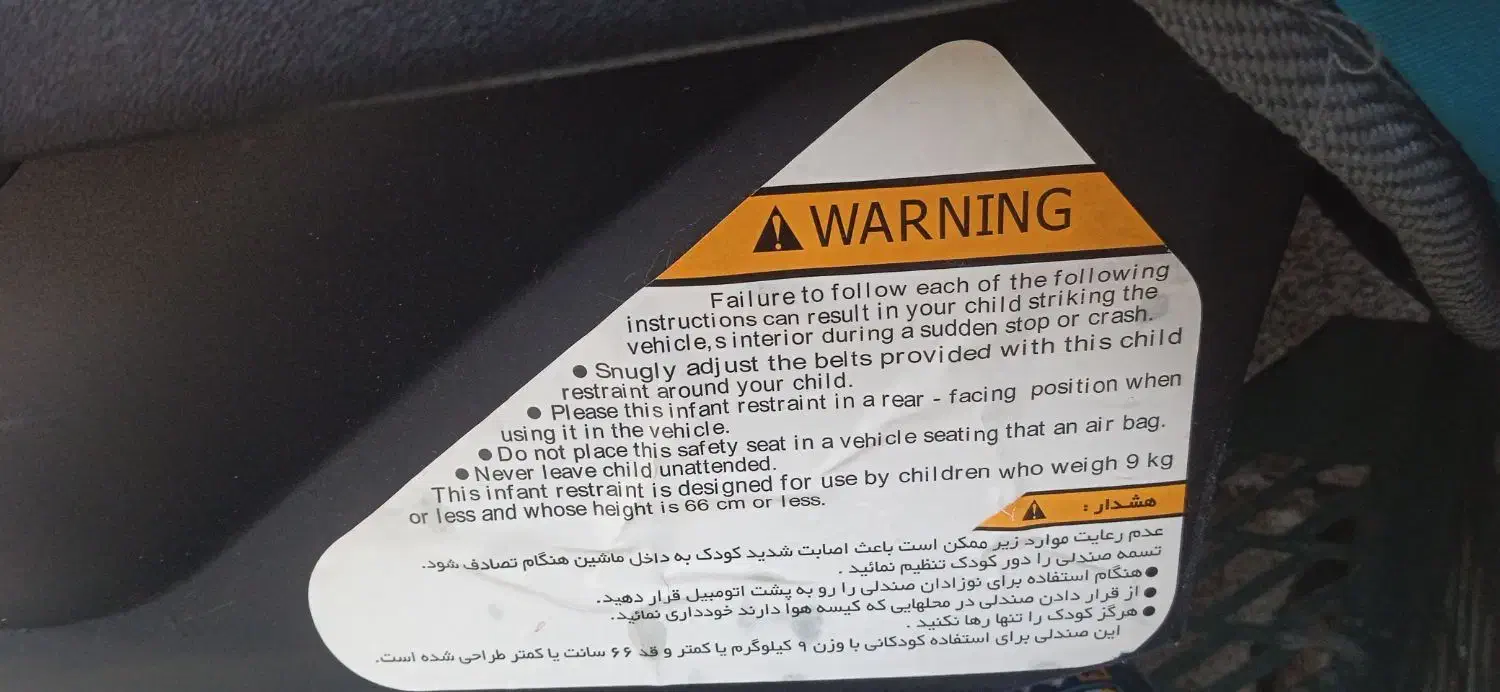 WARNING
Failure to follow each of the following
instructions can result in your child striking the
vehicle,s interior during a sudden stop or crash.
● Snugly adjust the belts provided with this child
restraint around your child.
● Please this infant restraint in a rear - facing position when
using it in the vehicle.
● Do not place this safety seat in a vehicle seating that an air bag.
● Never leave child unattended.
This infant restraint is designed for use by children who weigh 9 kg
or less and whose height is 66 cm or less.
هشدار :
عدم رعایت موارد زیر ممکن است باعث اصابت شدید کودک به داخل ماشین هنگام تصادف شود.
تسمه صندلی را دور کودک تنظیم نمائید .
●هنگام استفاده برای نوزادان صندلی را رو به پشت اتومبیل قرار دهید.
● از قرار دادن صندلی در محلهایی که کیسه هوا دارند خودداری نمائید.
● هرگز کودک را تنها رها نکنید .
این صندلی برای استفاده کودکانی با وزن ۹ کیلوگرم یا کمتر و قد ۶۶ سانت یا کمتر طراحی شده است.